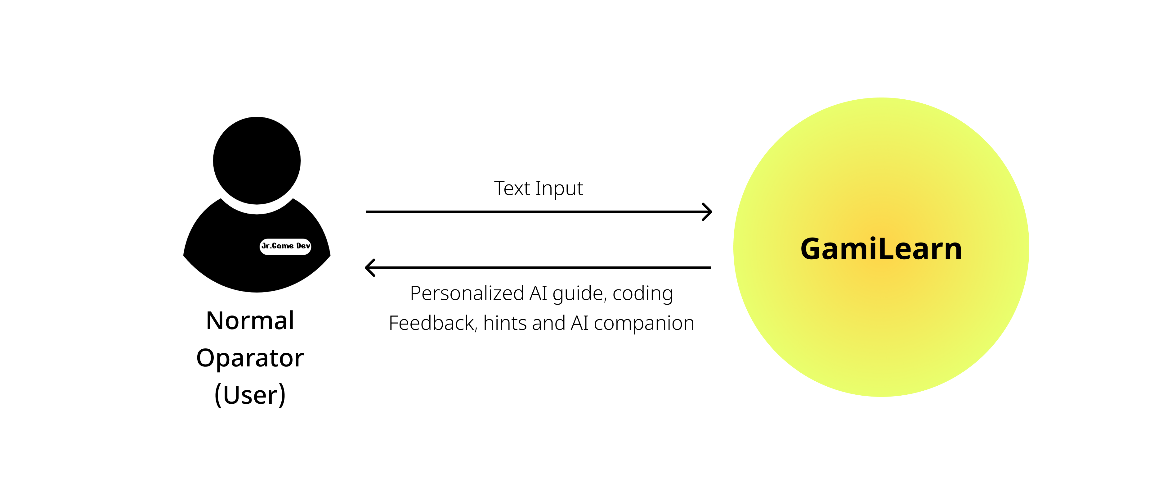 Text Input
Jr.Game Dev
GamiLearn
Personalized AI guide, coding
Feedback, hints and AI companion
Normal
Oparator
(User)